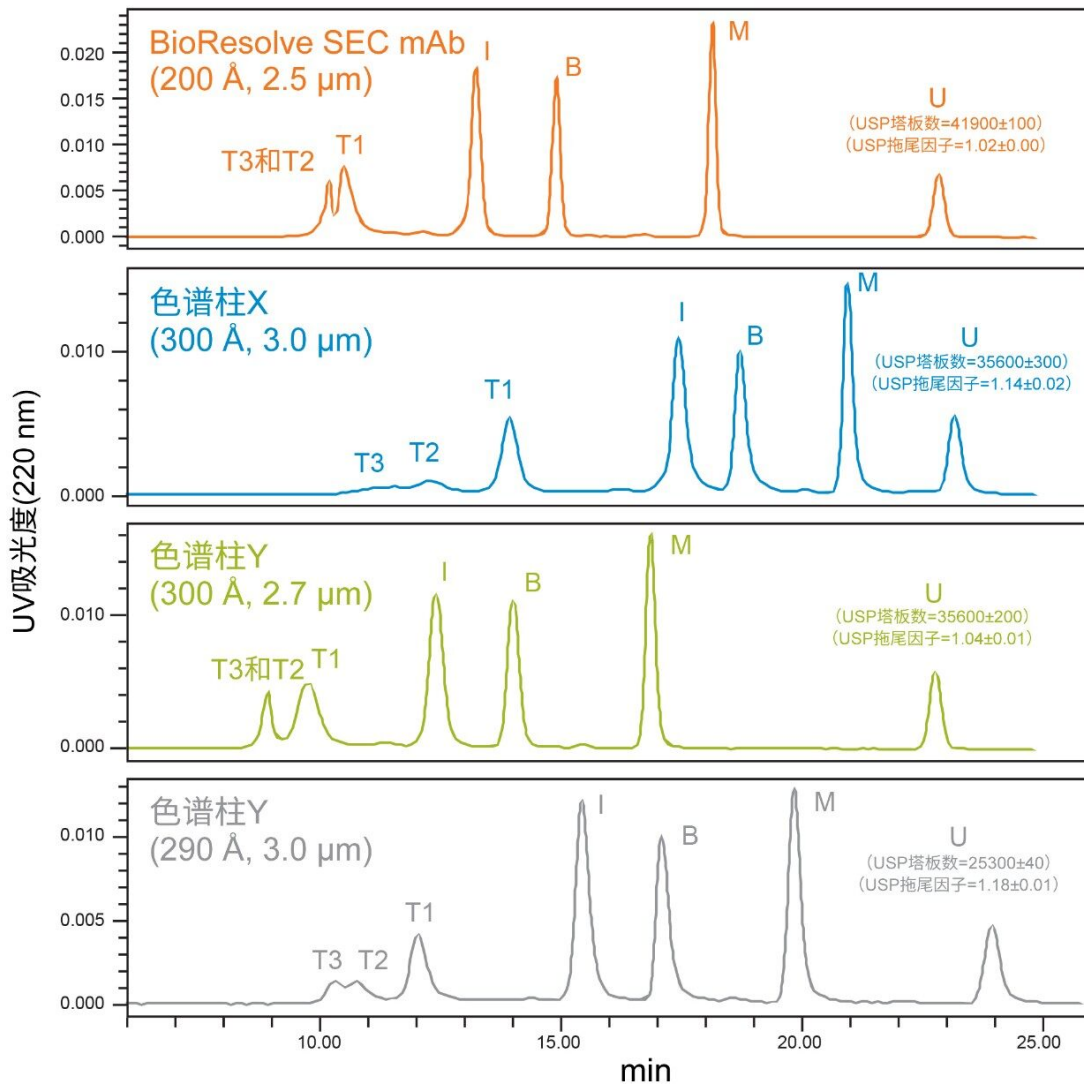 UV吸光度(220 nm)
BioResolve SEC mAb
(200 Å, 2.5 µm)
T3和T2
T1
I
B
M
U
(USP塔板数=41900±100)
(USP拖尾因子=1.02±0.00)
0.020
0.015
0.010
0.005
0.000
色谱柱X
(300 Å, 3.0 µm)
T3
T2
T1
I
B
M
U
(USP塔板数=35600±300)
(USP拖尾因子=1.14±0.02)
0.010
0.000
色谱柱Y
(300 Å, 2.7 µm)
T3和T2
T1
I
B
M
U
(USP塔板数=35600±200)
(USP拖尾因子=1.04±0.01)
0.010
0.000
色谱柱Y
(290 Å, 3.0 µm)
T3
T2
T1
I
B
M
U
(USP塔板数=25300±40)
(USP拖尾因子=1.18±0.01)
0.010
0.005
0.000
10.00
15.00
20.00
25.00
min